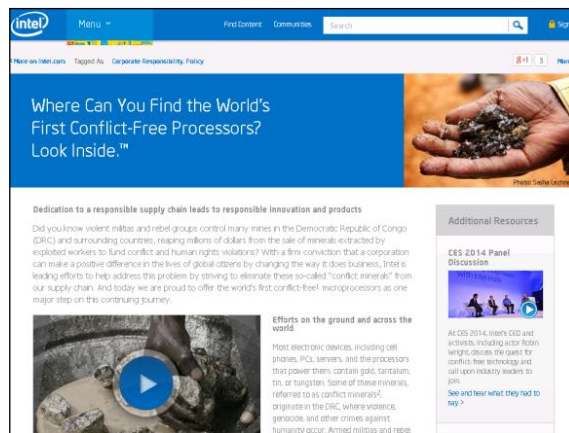 intel
Menu
Find Content
Communities
Search
Sign
More on Intel.com
Tagged As
Corporate Responsibility, Policy
+1
3
More
Where Can You Find the World's
First Conflict-Free Processors?
Look Inside.™
Photo: Sasha Lezhnev
Dedication to a responsible supply chain leads to responsible innovation and products
Did you know violent militias and rebel groups control many mines in the Democratic Republic of Congo
(DRC) and surrounding countries, reaping millions of dollars from the sale of minerals extracted by
exploited workers to fund conflict and human rights violations? With a firm conviction that a corporation
can make a positive difference in the lives of global citizens by changing the way it does business, Intel is
leading efforts to help address this problem by striving to eliminate these so-called "conflict minerals" from
our supply chain. And today we are proud to offer the world's first conflict-free¹ microprocessors as one
major step on this continuing journey.
Efforts on the ground and across the
world
Most electronic devices, including cell
phones, PCs, servers, and the processors
that power them, contain gold, tantalum,
tin, or tungsten. Some of these minerals,
referred to as conflict minerals²,
originate in the DRC, where violence,
genocide, and other crimes against
humanity occur. Armed militias and rebel
Additional Resources
CES 2014 Panel
Discussion
At CES 2014, Intel's CEO and
activists, including actor Robin
Wright, discuss the quest for
conflict-free technology and
call upon industry leaders to
join.
See and hear what they had to
say >